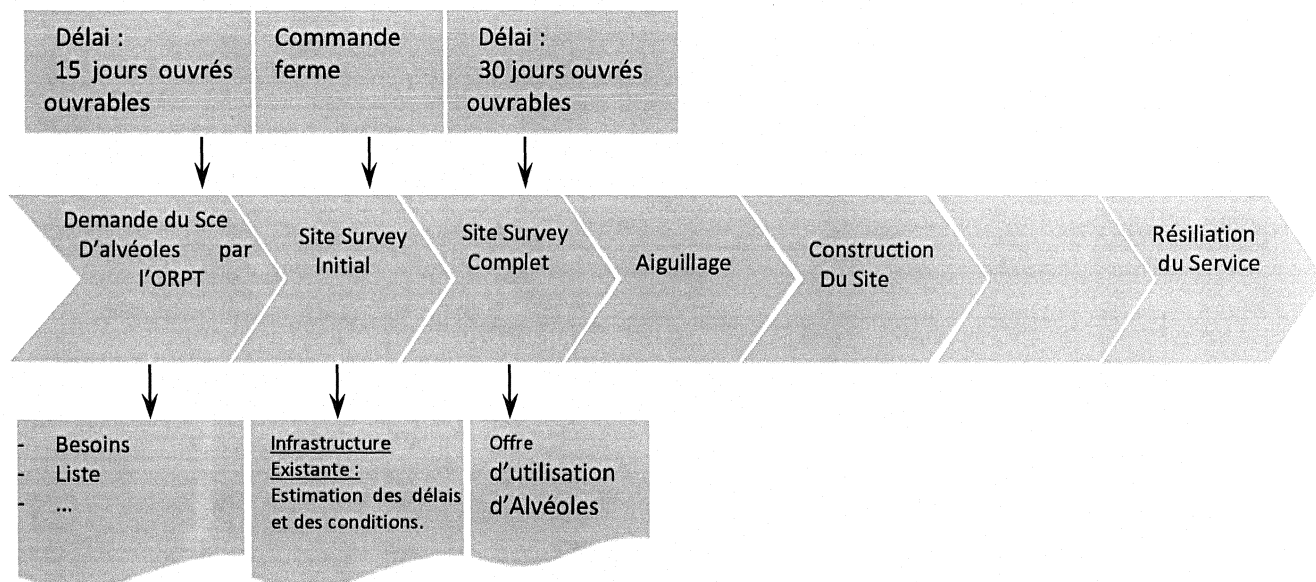 Délai :
15 jours ouvrés
ouvrables
Commande
ferme
Délai :
30 jours ouvrés
ouvrables
Demande du Sce
D'alvéoles par
l'ORPT
Site Survey
Initial
Site Survey
Complet
Aiguillage
Construction
Du Site
Résiliation
du Service
- Besoins
- Liste
- ...
Infrastructure
Existante :
Estimation des délais
et des conditions.
Offre
d'utilisation
d'Alvéoles